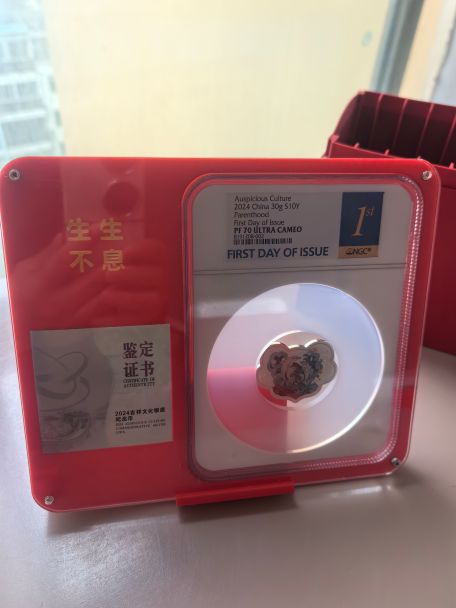 生生
不息
鉴定
证书
CERTIFICATE OF
AUTHENTICITY
2024吉祥文化银质
纪念币
Auspicious Culture
2024 China 30g S10Y
Parenthood
First Day of Issue
PF 70 ULTRA CAMEO
FIRST DAY OF ISSUE
1st
NGC